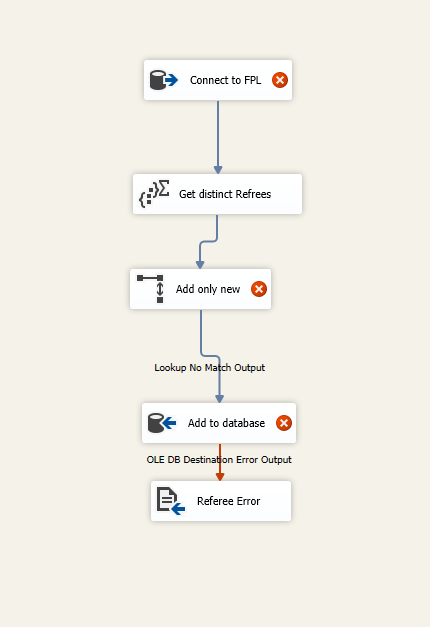 Connect to FPL
Get distinct Refrees
Add only new
Lookup No Match Output
Add to database
OLE DB Destination Error Output
Referee Error